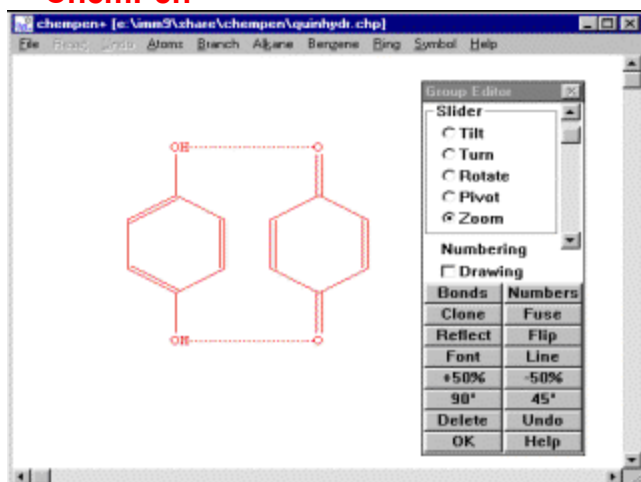 chempen+ [e:\imm9\share\chempen\quinhydr.chp]
File Read Undo Atoms Branch Alkane Benzene Ring Symbol Help
Group Editor
Slider
Tilt
Turn
Rotate
Pivot
Zoom
Numbering
Drawing
Bonds Numbers
Clone Fuse
Reflect Flip
Font Line
+50% -50%
90° 45°
Delete Undo
OK Help
OH O
OH O